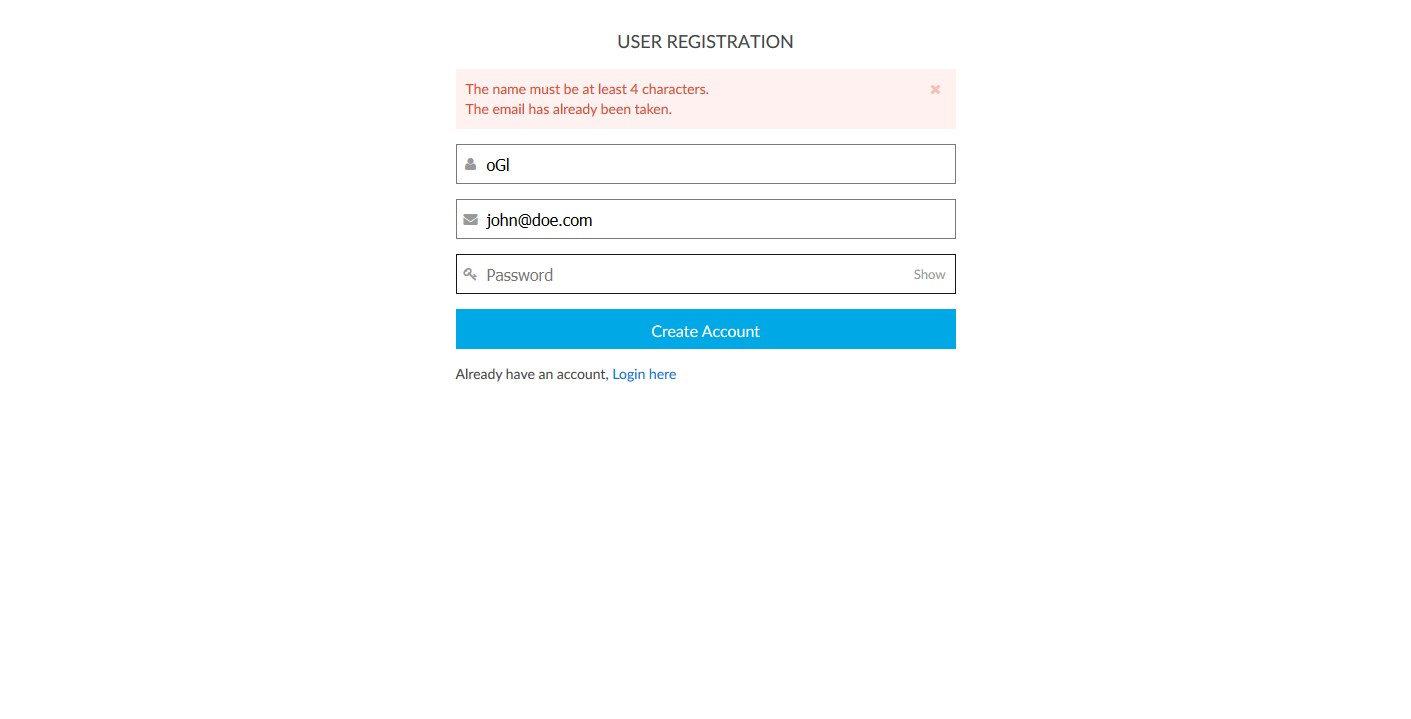 USER REGISTRATION
The name must be at least 4 characters.
The email has already been taken.
oGl
john@doe.com
Password
Show
Create Account
Already have an account, Login here